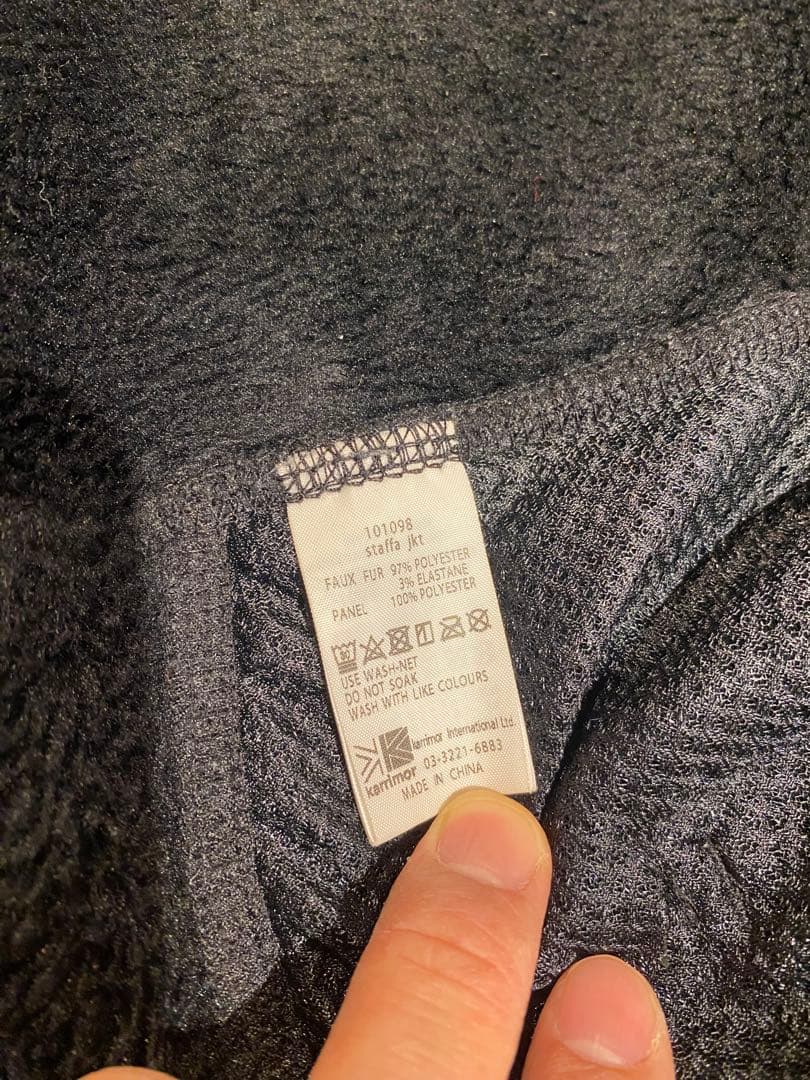 101098
staffa jkt
FAUX FUR 97% POLYESTER
3% ELASTANE
PANEL 100% POLYESTER
USE WASH-NET
DO NOT SOAK
WASH WITH LIKE COLOURS
karrimor International Ltd.
karrimor 03-3221-6883
MADE IN CHINA